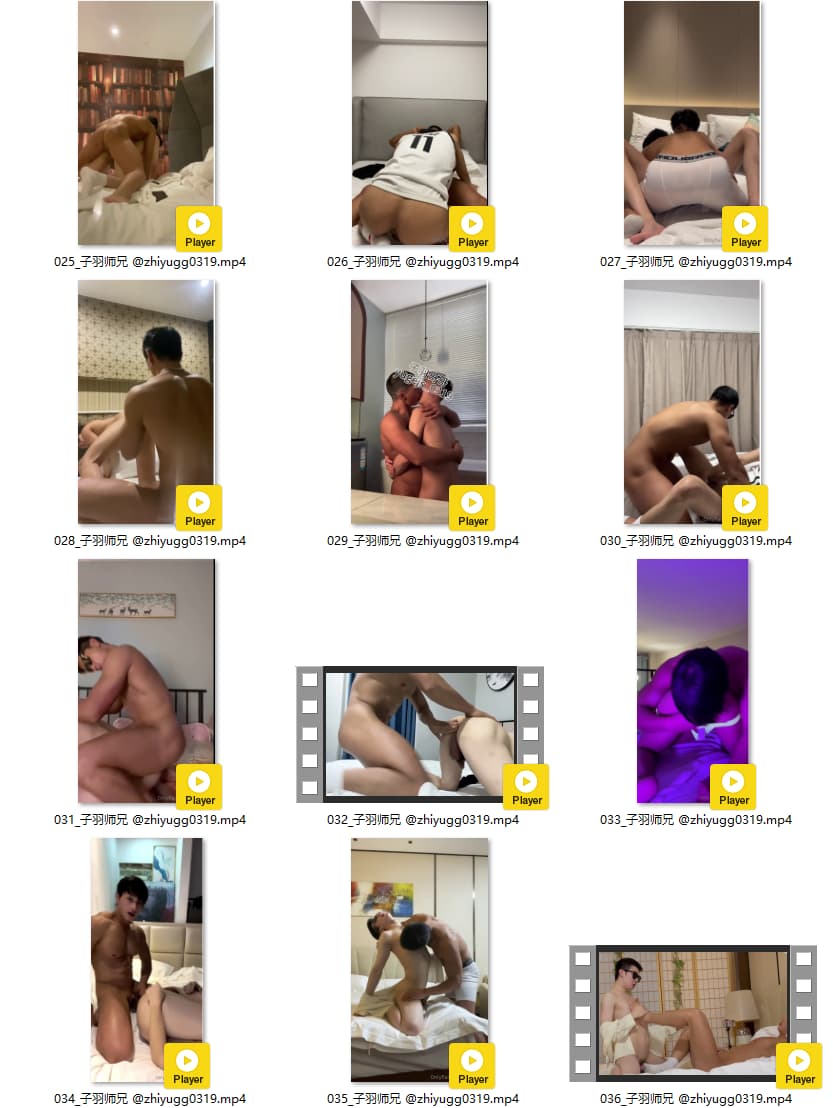 11
Player
Player
Player
025_子羽师兄 @zhiyugg0319.mp4
026_子羽师兄 @zhiyugg0319.mp4
027_子羽师兄 @zhiyugg0319.mp4
Player
Player
Player
028_子羽师兄 @zhiyugg0319.mp4
029_子羽师兄 @zhiyugg0319.mp4
030_子羽师兄 @zhiyugg0319.mp4
Player
Player
Player
031_子羽师兄 @zhiyugg0319.mp4
032_子羽师兄 @zhiyugg0319.mp4
033_子羽师兄 @zhiyugg0319.mp4
Player
Player
Player
034_子羽师兄 @zhiyugg0319.mp4
035_子羽师兄 @zhiyugg0319.mp4
036_子羽师兄 @zhiyugg0319.mp4